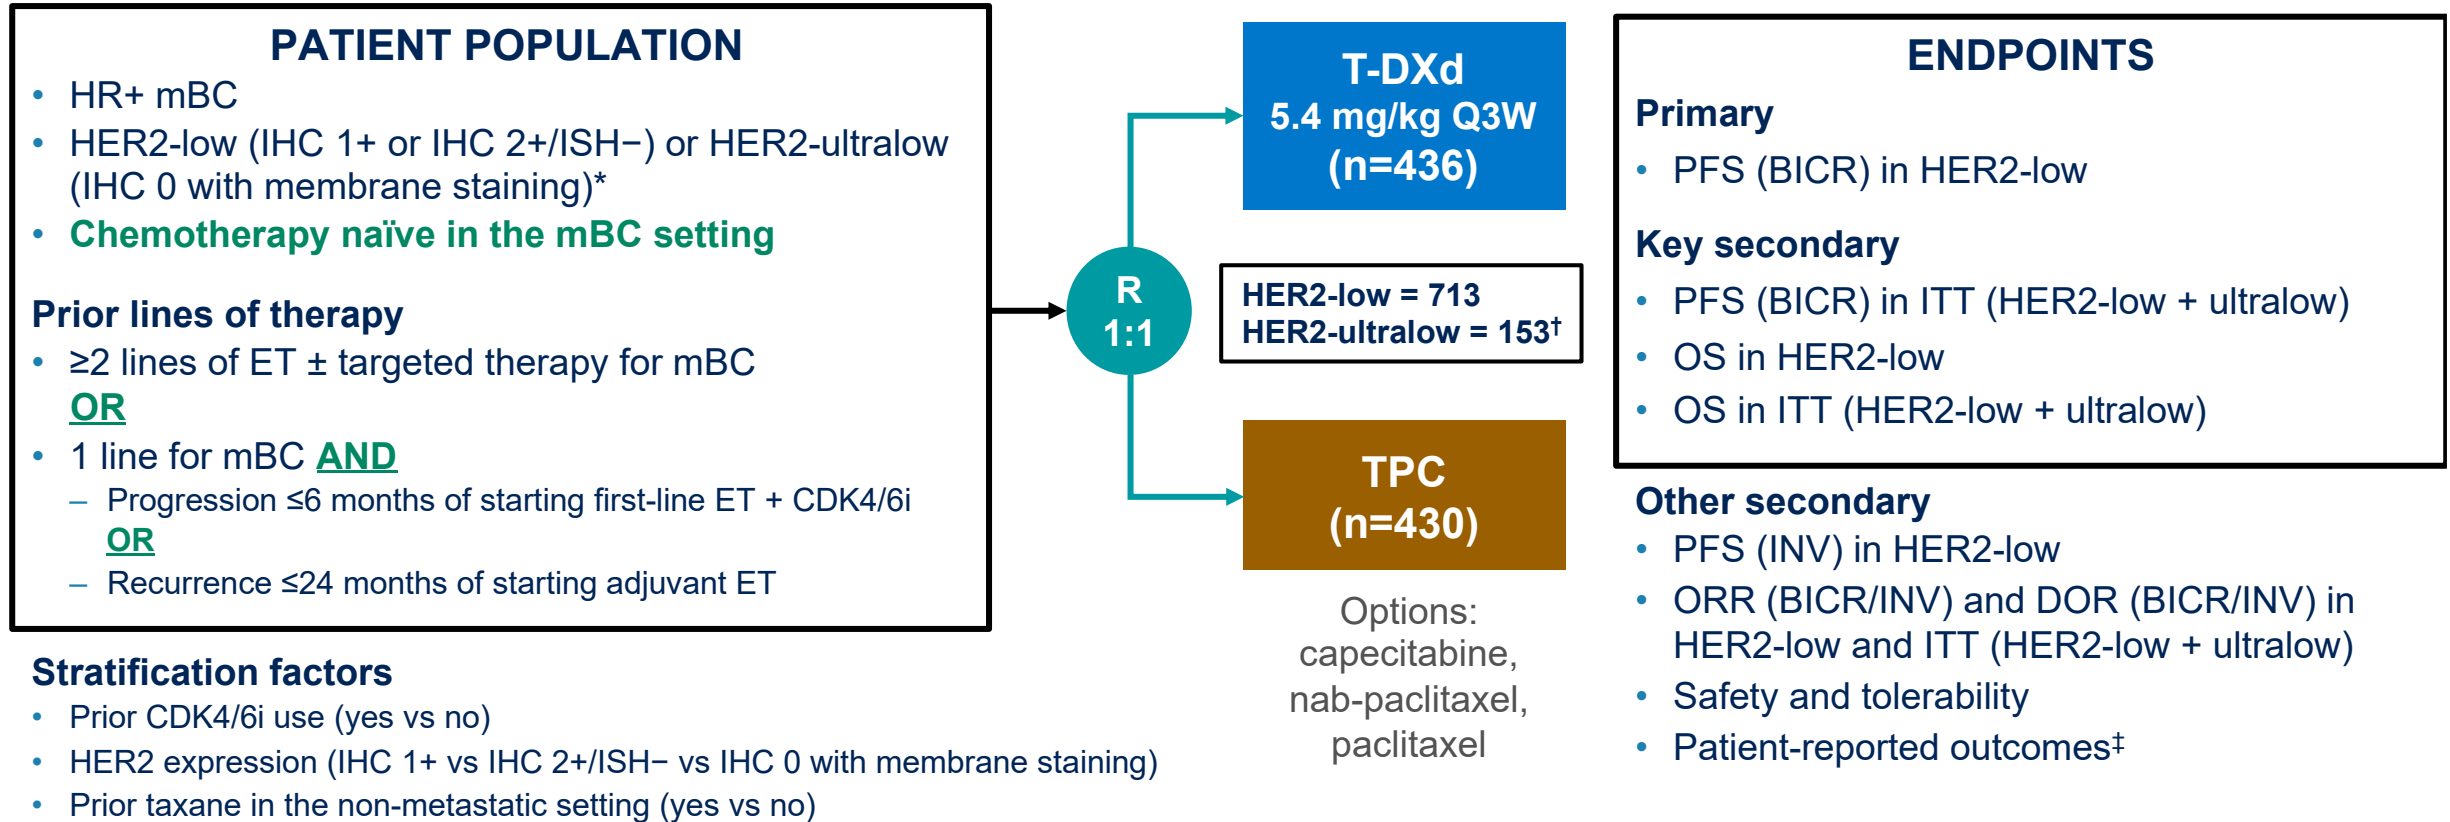 PATIENT POPULATION
• HR+ mBC
• HER2-low (IHC 1+ or IHC 2+/ISH−) or HER2-ultralow
(IHC 0 with membrane staining)*
• Chemotherapy naïve in the mBC setting
Prior lines of therapy
• ≥2 lines of ET ± targeted therapy for mBC
OR
• 1 line for mBC AND
– Progression ≤6 months of starting first-line ET + CDK4/6i
OR
– Recurrence ≤24 months of starting adjuvant ET
Stratification factors
• Prior CDK4/6i use (yes vs no)
• HER2 expression (IHC 1+ vs IHC 2+/ISH− vs IHC 0 with membrane staining)
• Prior taxane in the non-metastatic setting (yes vs no)
R
1:1
T-DXd
5.4 mg/kg Q3W
(n=436)
HER2-low = 713
HER2-ultralow = 153†
TPC
(n=430)
Options:
capecitabine,
nab-paclitaxel,
paclitaxel
ENDPOINTS
Primary
• PFS (BICR) in HER2-low
Key secondary
• PFS (BICR) in ITT (HER2-low + ultralow)
• OS in HER2-low
• OS in ITT (HER2-low + ultralow)
Other secondary
• PFS (INV) in HER2-low
• ORR (BICR/INV) and DOR (BICR/INV) in
HER2-low and ITT (HER2-low + ultralow)
• Safety and tolerability
• Patient-reported outcomes‡